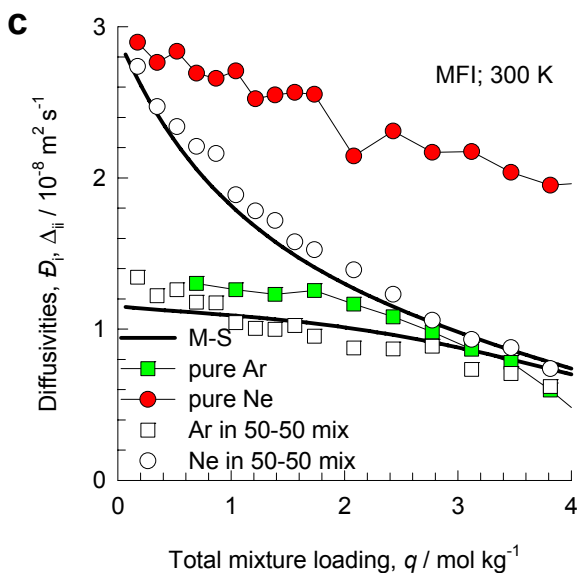 c
3
2
1
0
0
1
2
3
4
MFI; 300 K
Diffusivities, Đi, Δii / 10-8 m2 s-1
M-S
pure Ar
pure Ne
Ar in 50-50 mix
Ne in 50-50 mix
Total mixture loading, q / mol kg-1